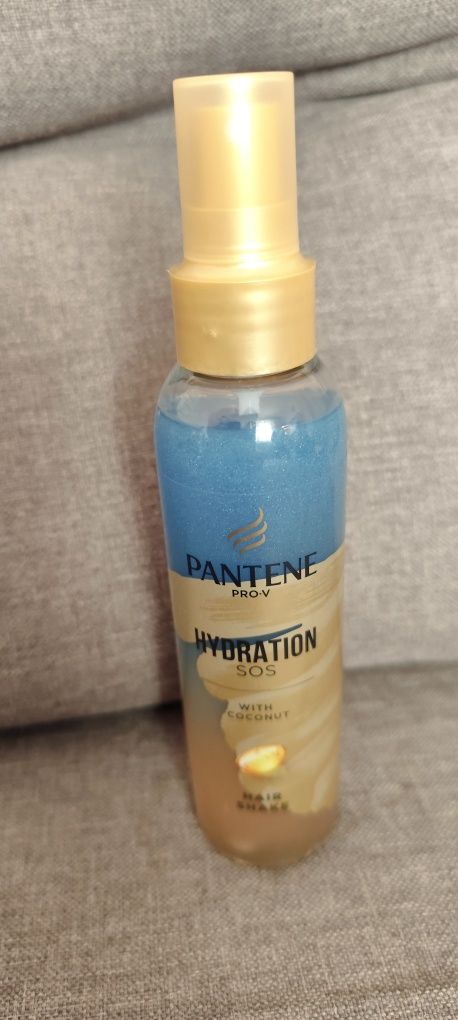 PANTENE
PRO-V
HYDRATION
SOS
WITH
COCONUT
HAIR
SHAKE